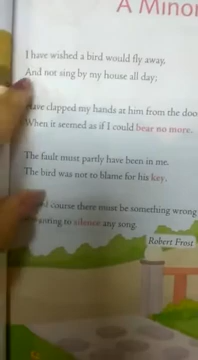 A Minor
I have wished a bird would fly away,
And not sing by my house all day;
have clapped my hands at him from the doo
When it seemed as if I could bear no more.
The fault must partly have been in me.
The bird was not to blame for his key.
course there must be something wrong
wanting to silence any song.
Robert Frost